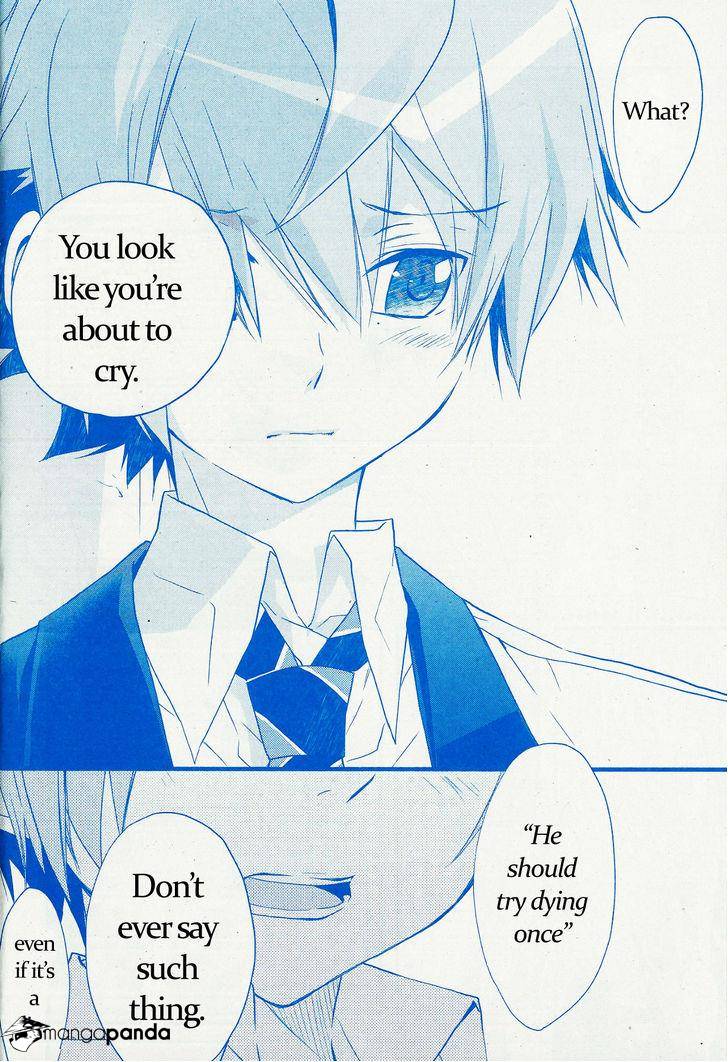 What?
You look
like you're
about to
cry.
“He
should
try dying
once”
Don't
ever say
such
thing.
even
if it's
a
mangapanda